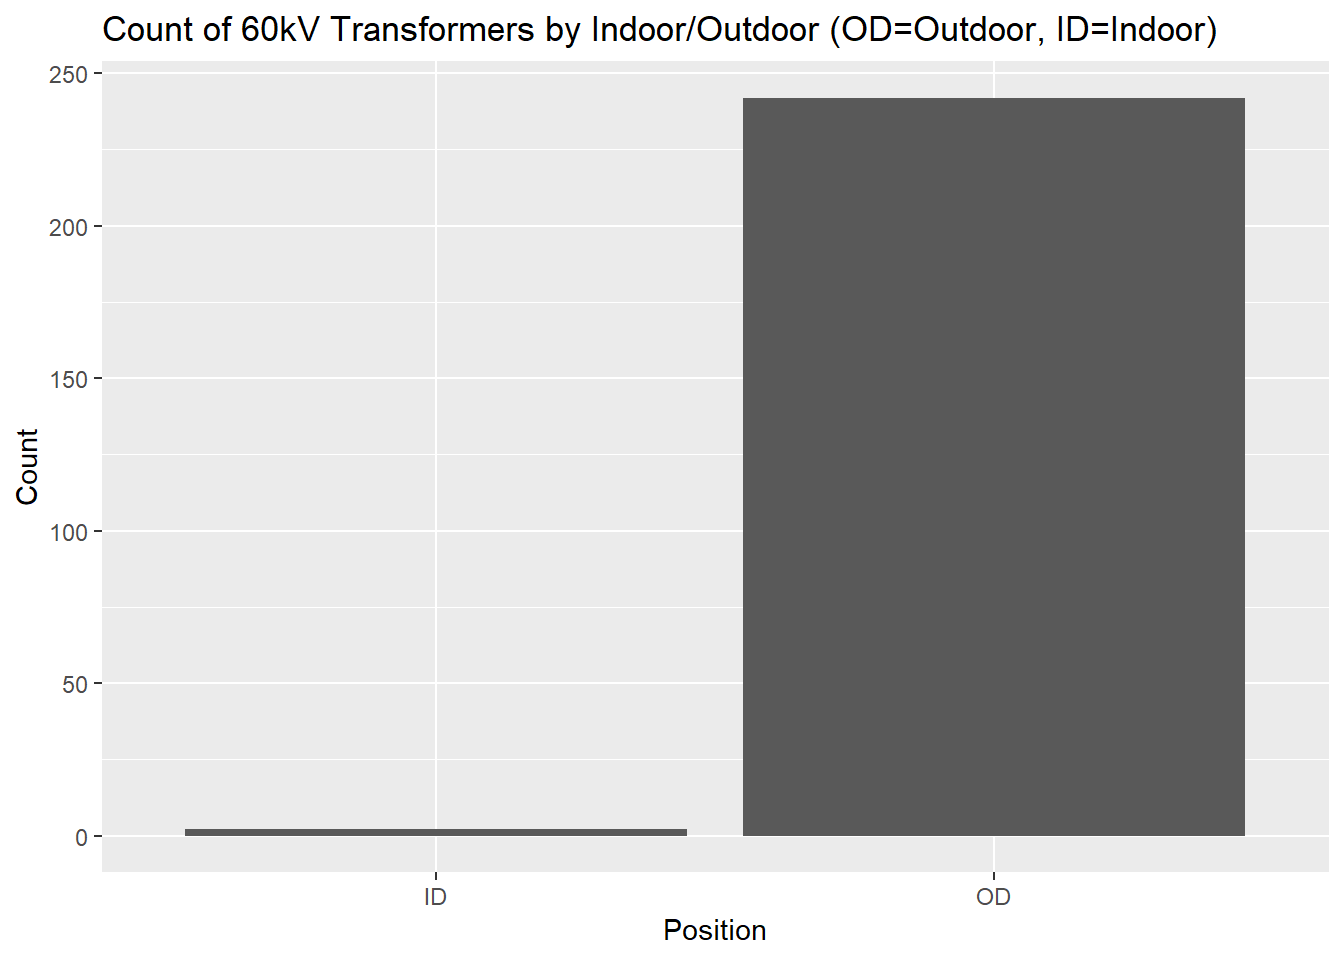 Count of 60kV Transformers by Indoor/Outdoor (OD=Outdoor, ID=Indoor)
250
200
150
100
50
0
Count
ID
OD
Position